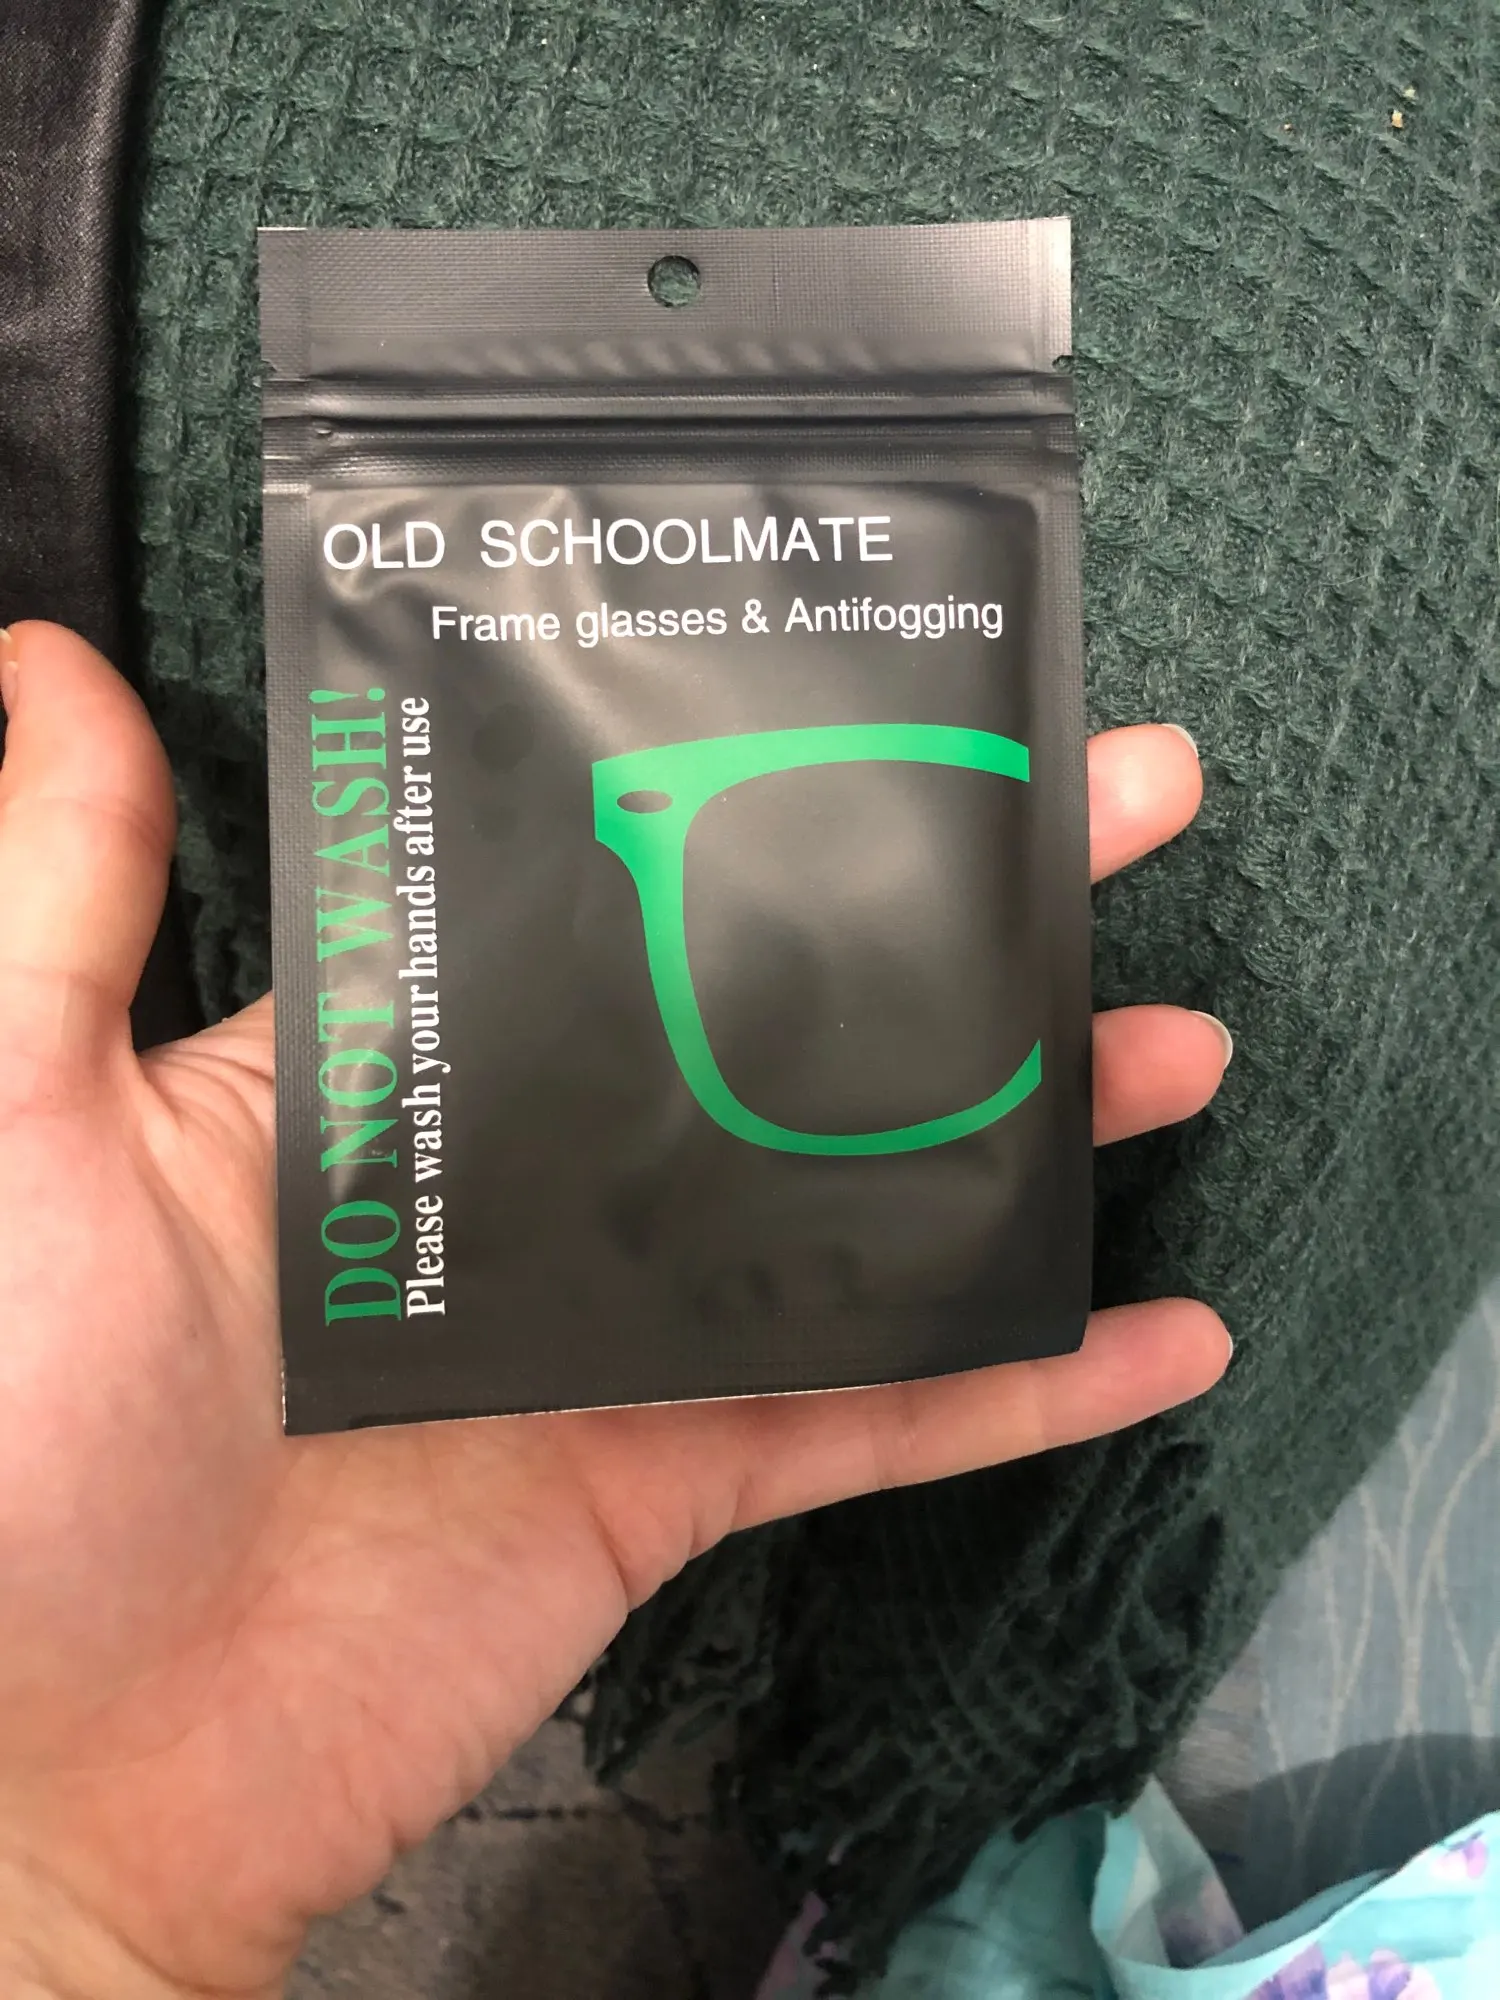 OLD SCHOOLMATE
Frame glasses & Antifogging
DO NOT WASH!
Please wash your hands after use